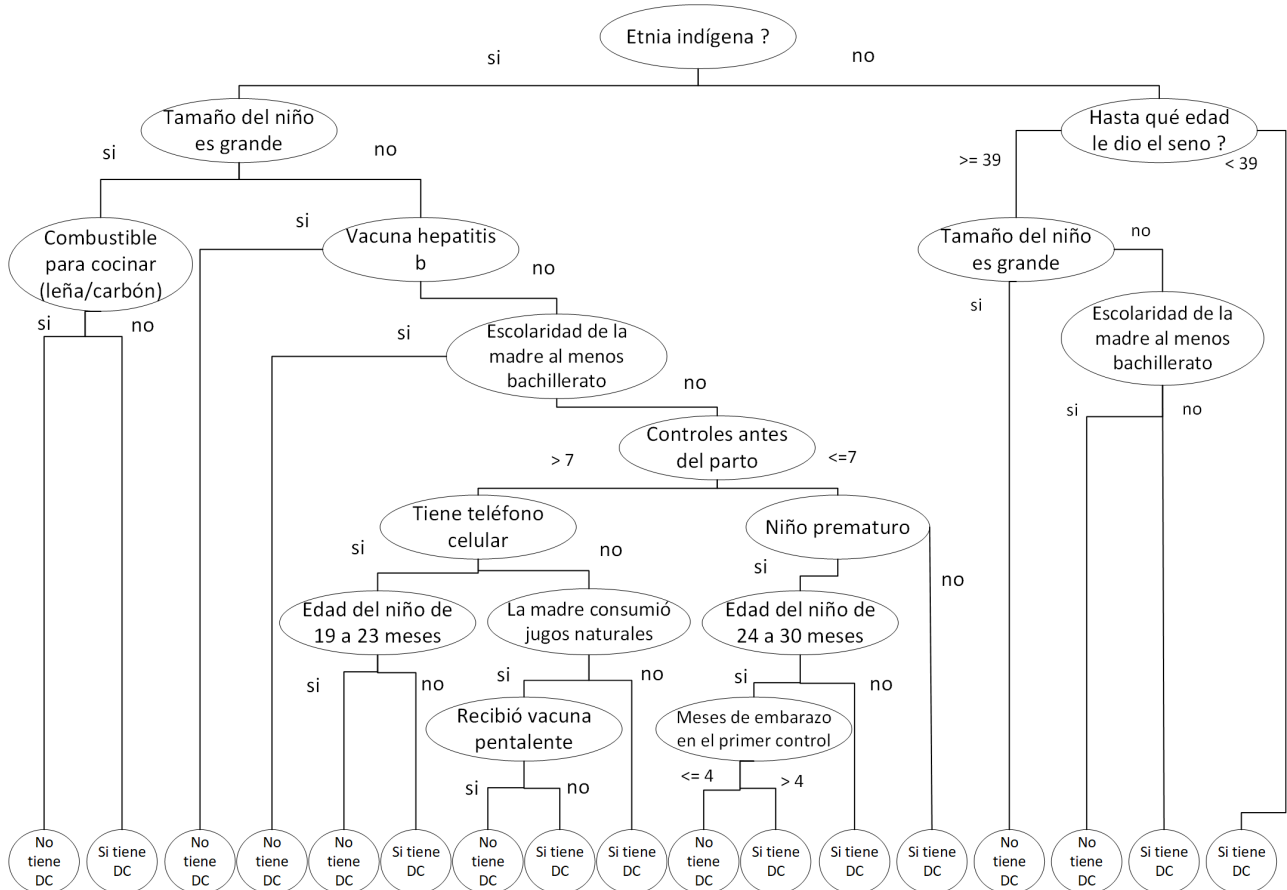 Etnia indígena ?
si
no
Tamaño del niño
es grande
Hasta qué edad
le dio el seno ?
si
no
>= 39
< 39
Combustible
para cocinar
(leña/carbón)
si
Vacuna hepatitis
b
no
Tamaño del niño
es grande
no
si
si
no
si
Escolaridad de la
madre al menos
bachillerato
no
Escolaridad de la
madre al menos
bachillerato
si
no
Controles antes
del parto
> 7
<=7
Tiene teléfono
celular
Niño prematuro
si
no
si
no
Edad del niño de
19 a 23 meses
La madre consumió
jugos naturales
Edad del niño de
24 a 30 meses
si
no
si
no
si
no
Recibió vacuna
pentalente
Meses de embarazo
en el primer control
si
no
<= 4
> 4
No
tiene
DC
Si tiene
DC
No
tiene
DC
No
tiene
DC
No
tiene
DC
Si tiene
DC
No
tiene
DC
Si tiene
DC
Si tiene
DC
No
tiene
DC
Si tiene
DC
Si tiene
DC
Si tiene
DC
No
tiene
DC
No
tiene
DC
Si tiene
DC
Si tiene
DC